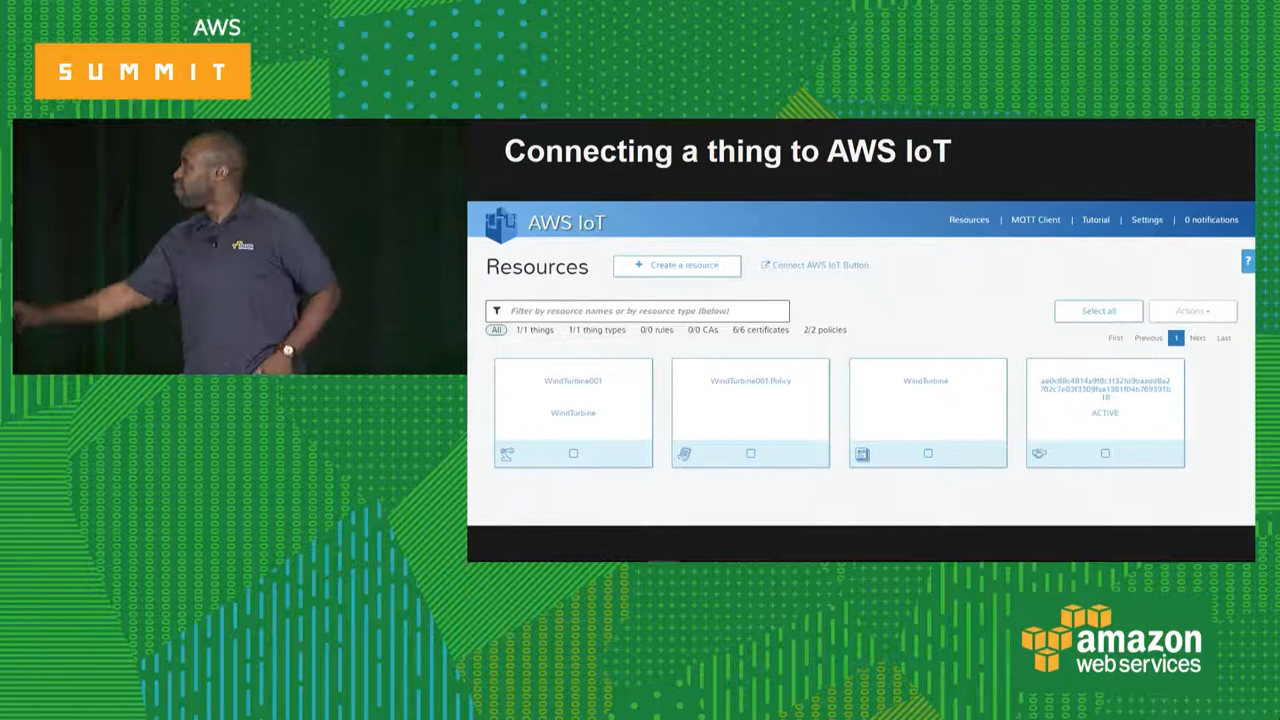 AWS
SUMMIT
Connecting a thing to AWS IoT
AWS IoT
Resources | MQTT Client | Tutorial | Settings | 0 notifications
Resources
+ Create a resource
Connect AWS IoT Button
?
Filter by resource names or by resource type (below)
Select all
Actions
All 1/1 things 1/1 thing types 0/0 rules 0/0 CAs 6/6 certificates 2/2 policies
First Previous 1 Next Last
WindTurbine001
WindTurbine
WindTurbine001-Policy
WindTurbine
ACTIVE
amazon
web services